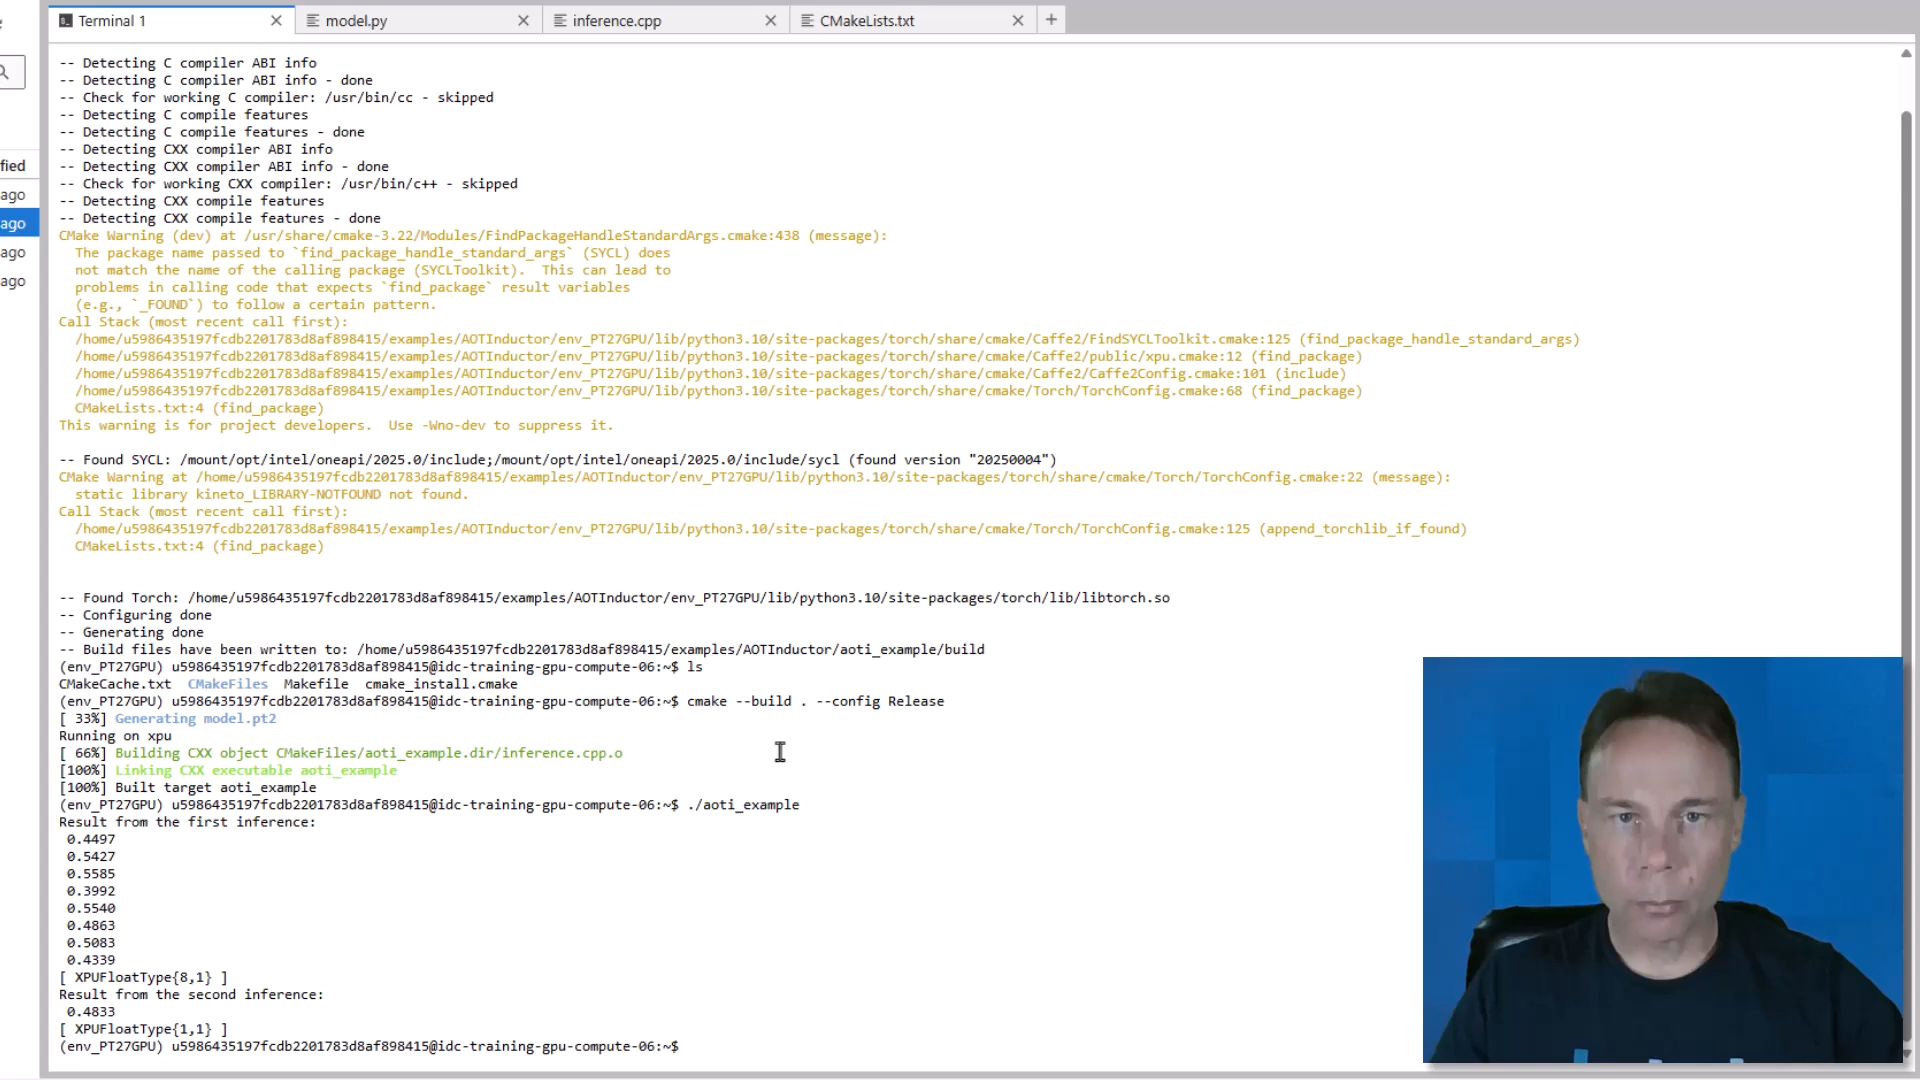 Terminal 1
model.py
inference.cpp
CMakeLists.txt
fied
ago
ago
ago
ago
-- Detecting C compiler ABI info
-- Detecting C compiler ABI info - done
-- Check for working C compiler: /usr/bin/cc - skipped
-- Detecting C compile features
-- Detecting C compile features - done
-- Detecting CXX compiler ABI info
-- Detecting CXX compiler ABI info - done
-- Check for working CXX compiler: /usr/bin/c++ - skipped
-- Detecting CXX compile features
-- Detecting CXX compile features - done
CMake Warning (dev) at /usr/share/cmake-3.22/Modules/FindPackageHandleStandardArgs.cmake:438 (message):
  The package name passed to `find_package_handle_standard_args` (SYCL) does
  not match the name of the calling package (SYCLToolkit).  This can lead to
  problems in calling code that expects `find_package` result variables
  (e.g., `_FOUND`) to follow a certain pattern.
Call Stack (most recent call first):
  /home/u5986435197fcdb2201783d8af898415/examples/AOTInductor/env_PT27GPU/lib/python3.10/site-packages/torch/share/cmake/Caffe2/FindSYCLToolkit.cmake:125 (find_package_handle_standard_args)
  /home/u5986435197fcdb2201783d8af898415/examples/AOTInductor/env_PT27GPU/lib/python3.10/site-packages/torch/share/cmake/Caffe2/public/xpu.cmake:12 (find_package)
  /home/u5986435197fcdb2201783d8af898415/examples/AOTInductor/env_PT27GPU/lib/python3.10/site-packages/torch/share/cmake/Caffe2/Caffe2Config.cmake:101 (include)
  /home/u5986435197fcdb2201783d8af898415/examples/AOTInductor/env_PT27GPU/lib/python3.10/site-packages/torch/share/cmake/Torch/TorchConfig.cmake:68 (find_package)
  CMakeLists.txt:4 (find_package)
This warning is for project developers.  Use -Wno-dev to suppress it.
-- Found SYCL: /mount/opt/intel/oneapi/2025.0/include;/mount/opt/intel/oneapi/2025.0/include/sycl (found version "20250004")
CMake Warning at /home/u5986435197fcdb2201783d8af898415/examples/AOTInductor/env_PT27GPU/lib/python3.10/site-packages/torch/share/cmake/Torch/TorchConfig.cmake:22 (message):
  static library kineto_LIBRARY-NOTFOUND not found.
Call Stack (most recent call first):
  /home/u5986435197fcdb2201783d8af898415/examples/AOTInductor/env_PT27GPU/lib/python3.10/site-packages/torch/share/cmake/Torch/TorchConfig.cmake:125 (append_torchlib_if_found)
  CMakeLists.txt:4 (find_package)
-- Found Torch: /home/u5986435197fcdb2201783d8af898415/examples/AOTInductor/env_PT27GPU/lib/python3.10/site-packages/torch/lib/libtorch.so
-- Configuring done
-- Generating done
-- Build files have been written to: /home/u5986435197fcdb2201783d8af898415/examples/AOTInductor/aoti_example/build
(env_PT27GPU) u5986435197fcdb2201783d8af898415@idc-training-gpu-compute-06:~$ ls
CMakeCache.txt  CMakeFiles  Makefile  cmake_install.cmake
(env_PT27GPU) u5986435197fcdb2201783d8af898415@idc-training-gpu-compute-06:~$ cmake --build . --config Release
[ 33%] Generating model.pt2
Running on xpu
[ 66%] Building CXX object CMakeFiles/aoti_example.dir/inference.cpp.o
[100%] Linking CXX executable aoti_example
[100%] Built target aoti_example
(env_PT27GPU) u5986435197fcdb2201783d8af898415@idc-training-gpu-compute-06:~$ ./aoti_example
Result from the first inference:
 0.4497
 0.5427
 0.5585
 0.3992
 0.5540
 0.4863
 0.5083
 0.4339
[ XPUFloatType{8,1} ]
Result from the second inference:
 0.4833
[ XPUFloatType{1,1} ]
(env_PT27GPU) u5986435197fcdb2201783d8af898415@idc-training-gpu-compute-06:~$